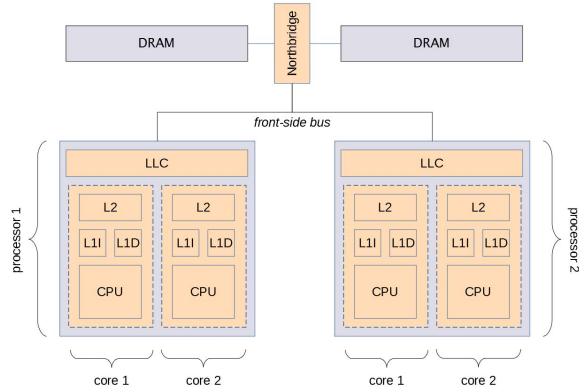 DRAM
Northbridge
DRAM
front-side bus
processor 1
LLC
L2
L2
L1I
L1D
L1I
L1D
CPU
CPU
core 1
core 2
LLC
L2
L2
L1I
L1D
L1I
L1D
CPU
CPU
core 1
core 2
processor 2